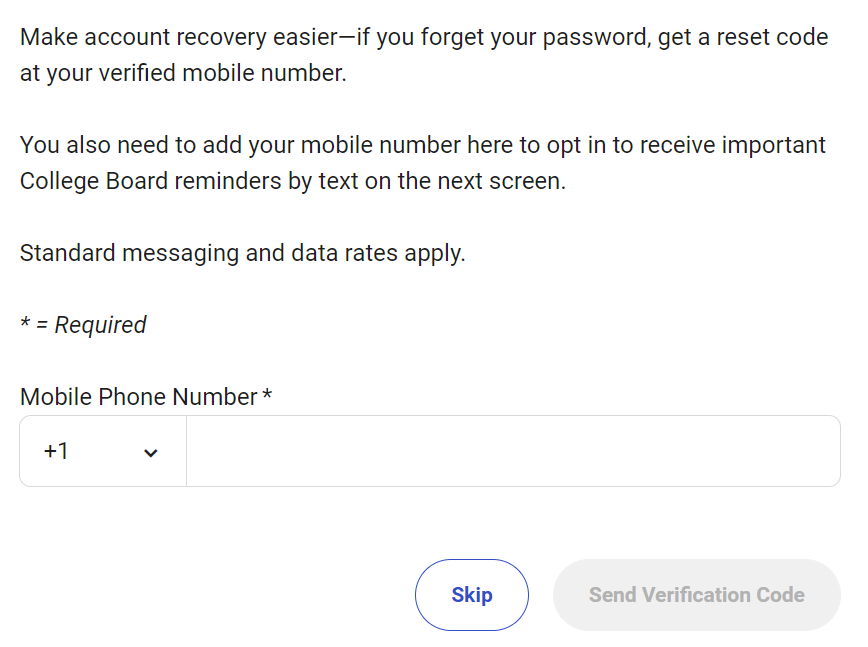 Make account recovery easier—if you forget your password, get a reset code
at your verified mobile number.
You also need to add your mobile number here to opt in to receive important
College Board reminders by text on the next screen.
Standard messaging and data rates apply.
* = Required
Mobile Phone Number *
+1
Skip
Send Verification Code